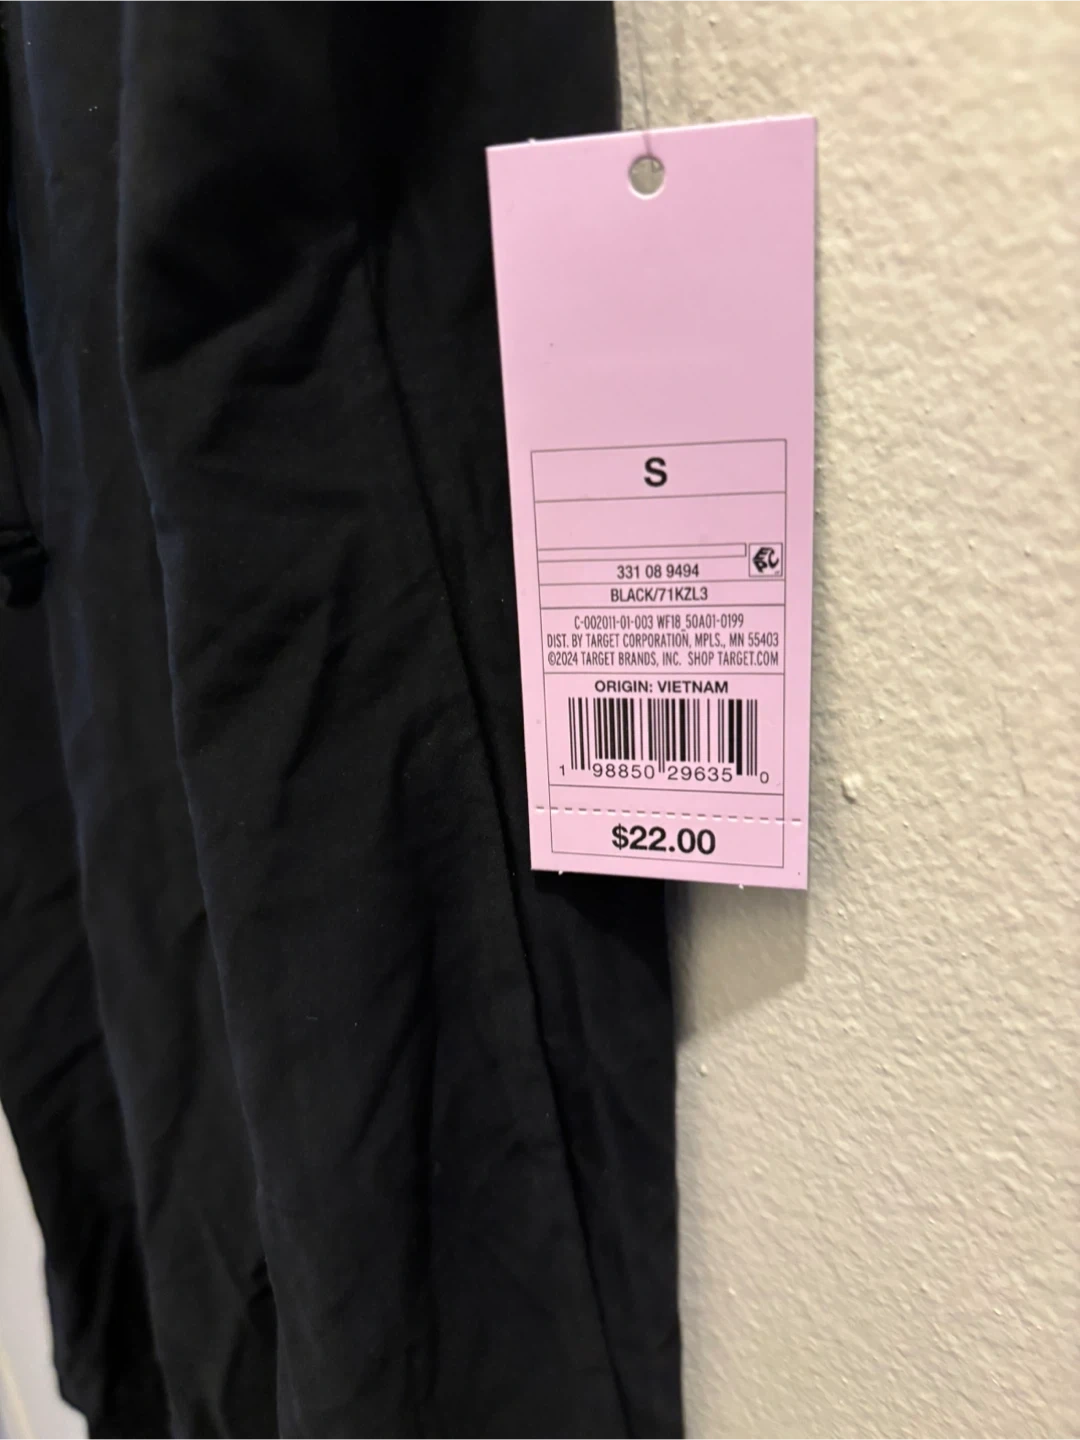 S
331 08 9494
BLACK/71KZL3
C-002011-01-003 WF18_50A01-0199
DIST. BY TARGET CORPORATION, MPLS., MN 55403
©2024 TARGET BRANDS, INC. SHOP TARGET.COM
ORIGIN: VIETNAM
1 98850 29635 0
$22.00